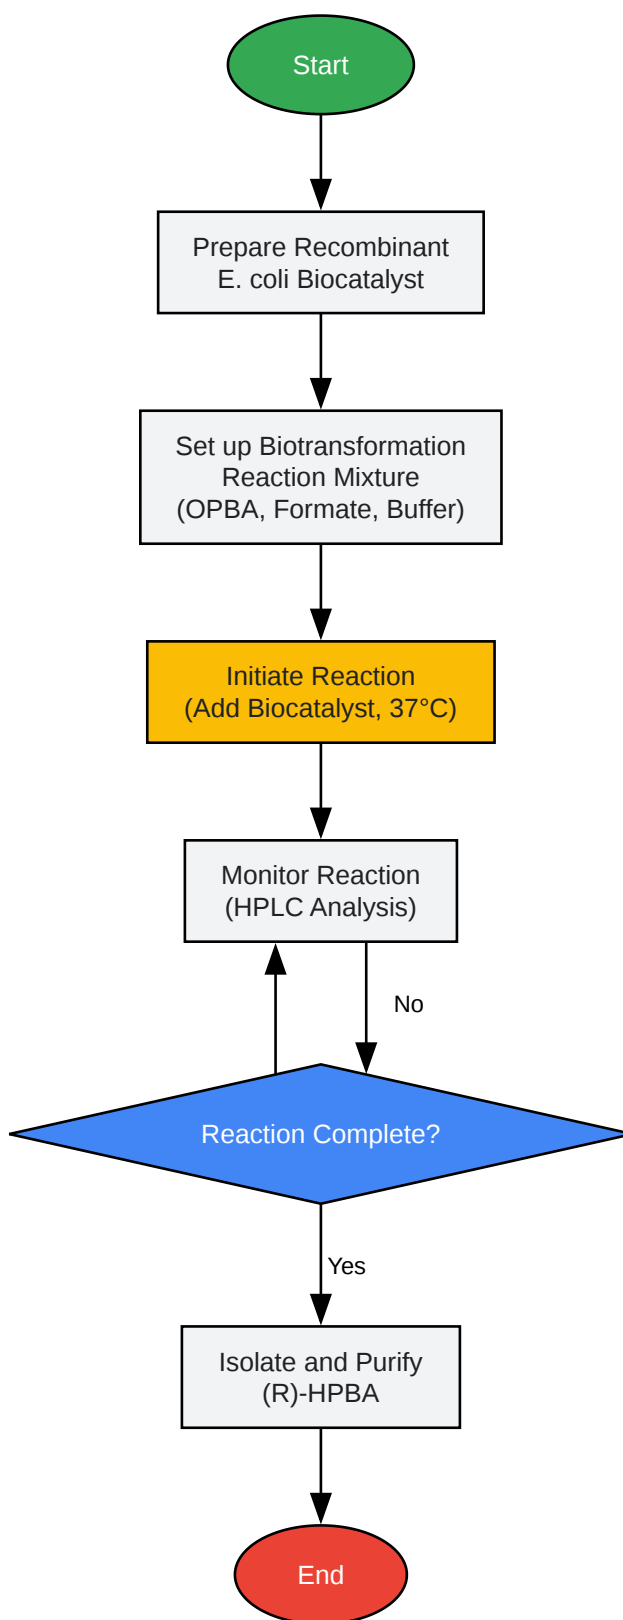 Start
Prepare Recombinant
E. coli Biocatalyst
Set up Biotransformation
Reaction Mixture
(OPBA, Formate, Buffer)
Initiate Reaction
(Add Biocatalyst, 37°C)
Monitor Reaction
(HPLC Analysis)
No
Reaction Complete?
Yes
Isolate and Purify
(R)-HPBA
End